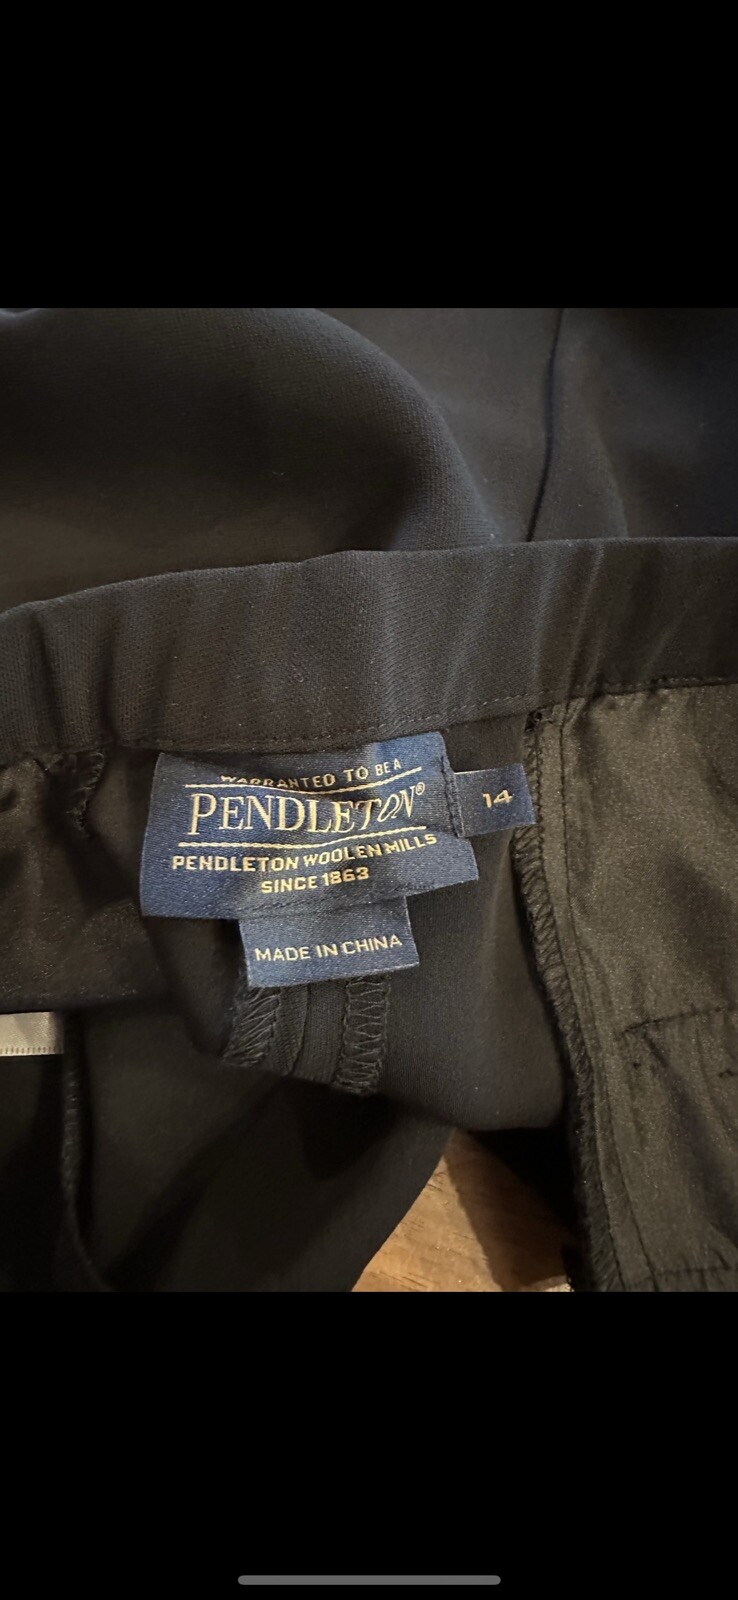 WARRANTED TO BE A
PENDLETON®
PENDLETON WOOLEN MILLS
SINCE 1863
14
MADE IN CHINA